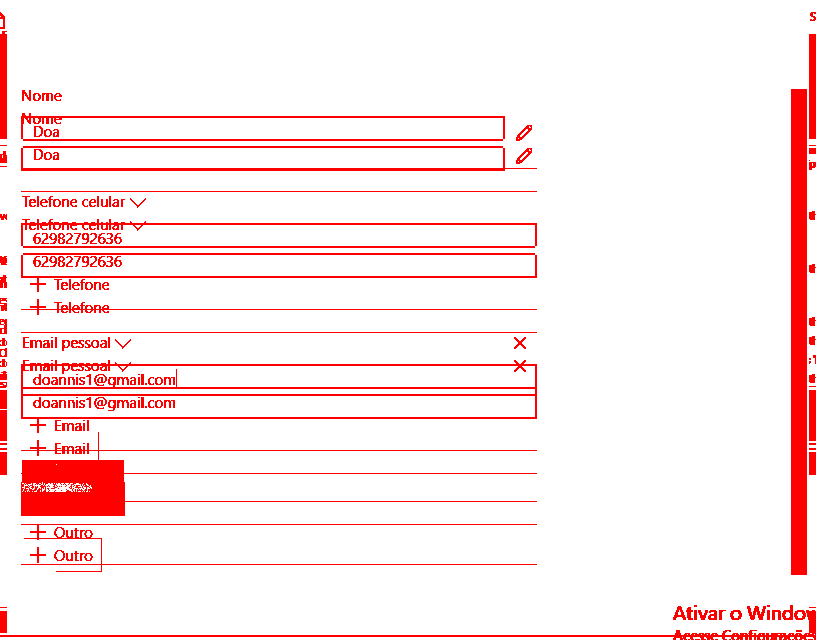 Nome
Nome
Doa
Doa
Telefone celular
Telefone celular
62982792636
62982792636
+ Telefone
+ Telefone
Email pessoal
Email pessoal
doannis1@gmail.com
doannis1@gmail.com
+ Email
+ Email
+ Outro
+ Outro
Ativar o Window
Acesse Configurações